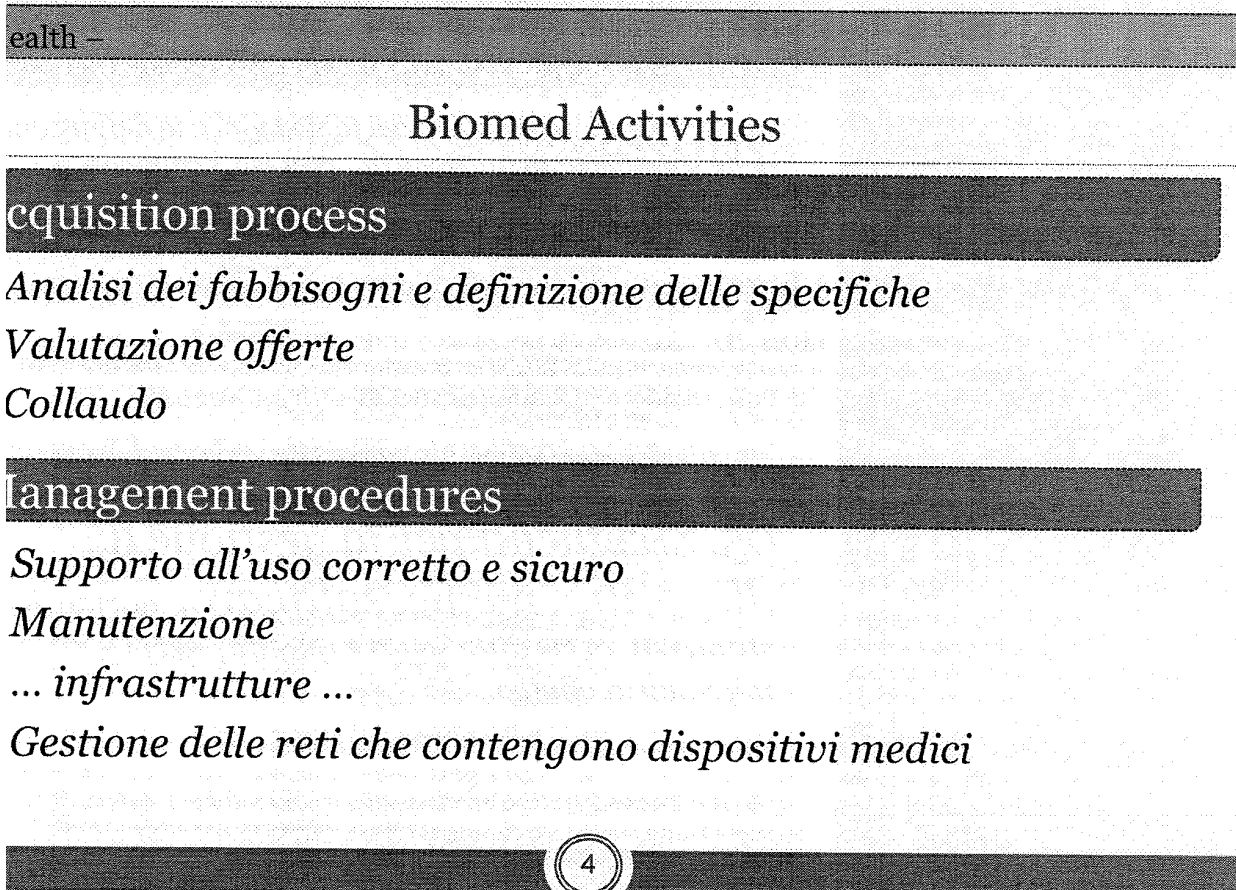 ealth –
Biomed Activities
cquisition process
Analisi dei fabbisogni e definizione delle specifiche
Valutazione offerte
Collaudo
anagement procedures
Supporto all'uso corretto e sicuro
Manutenzione
... infrastrutture ...
Gestione delle reti che contengono dispositivi medici
4